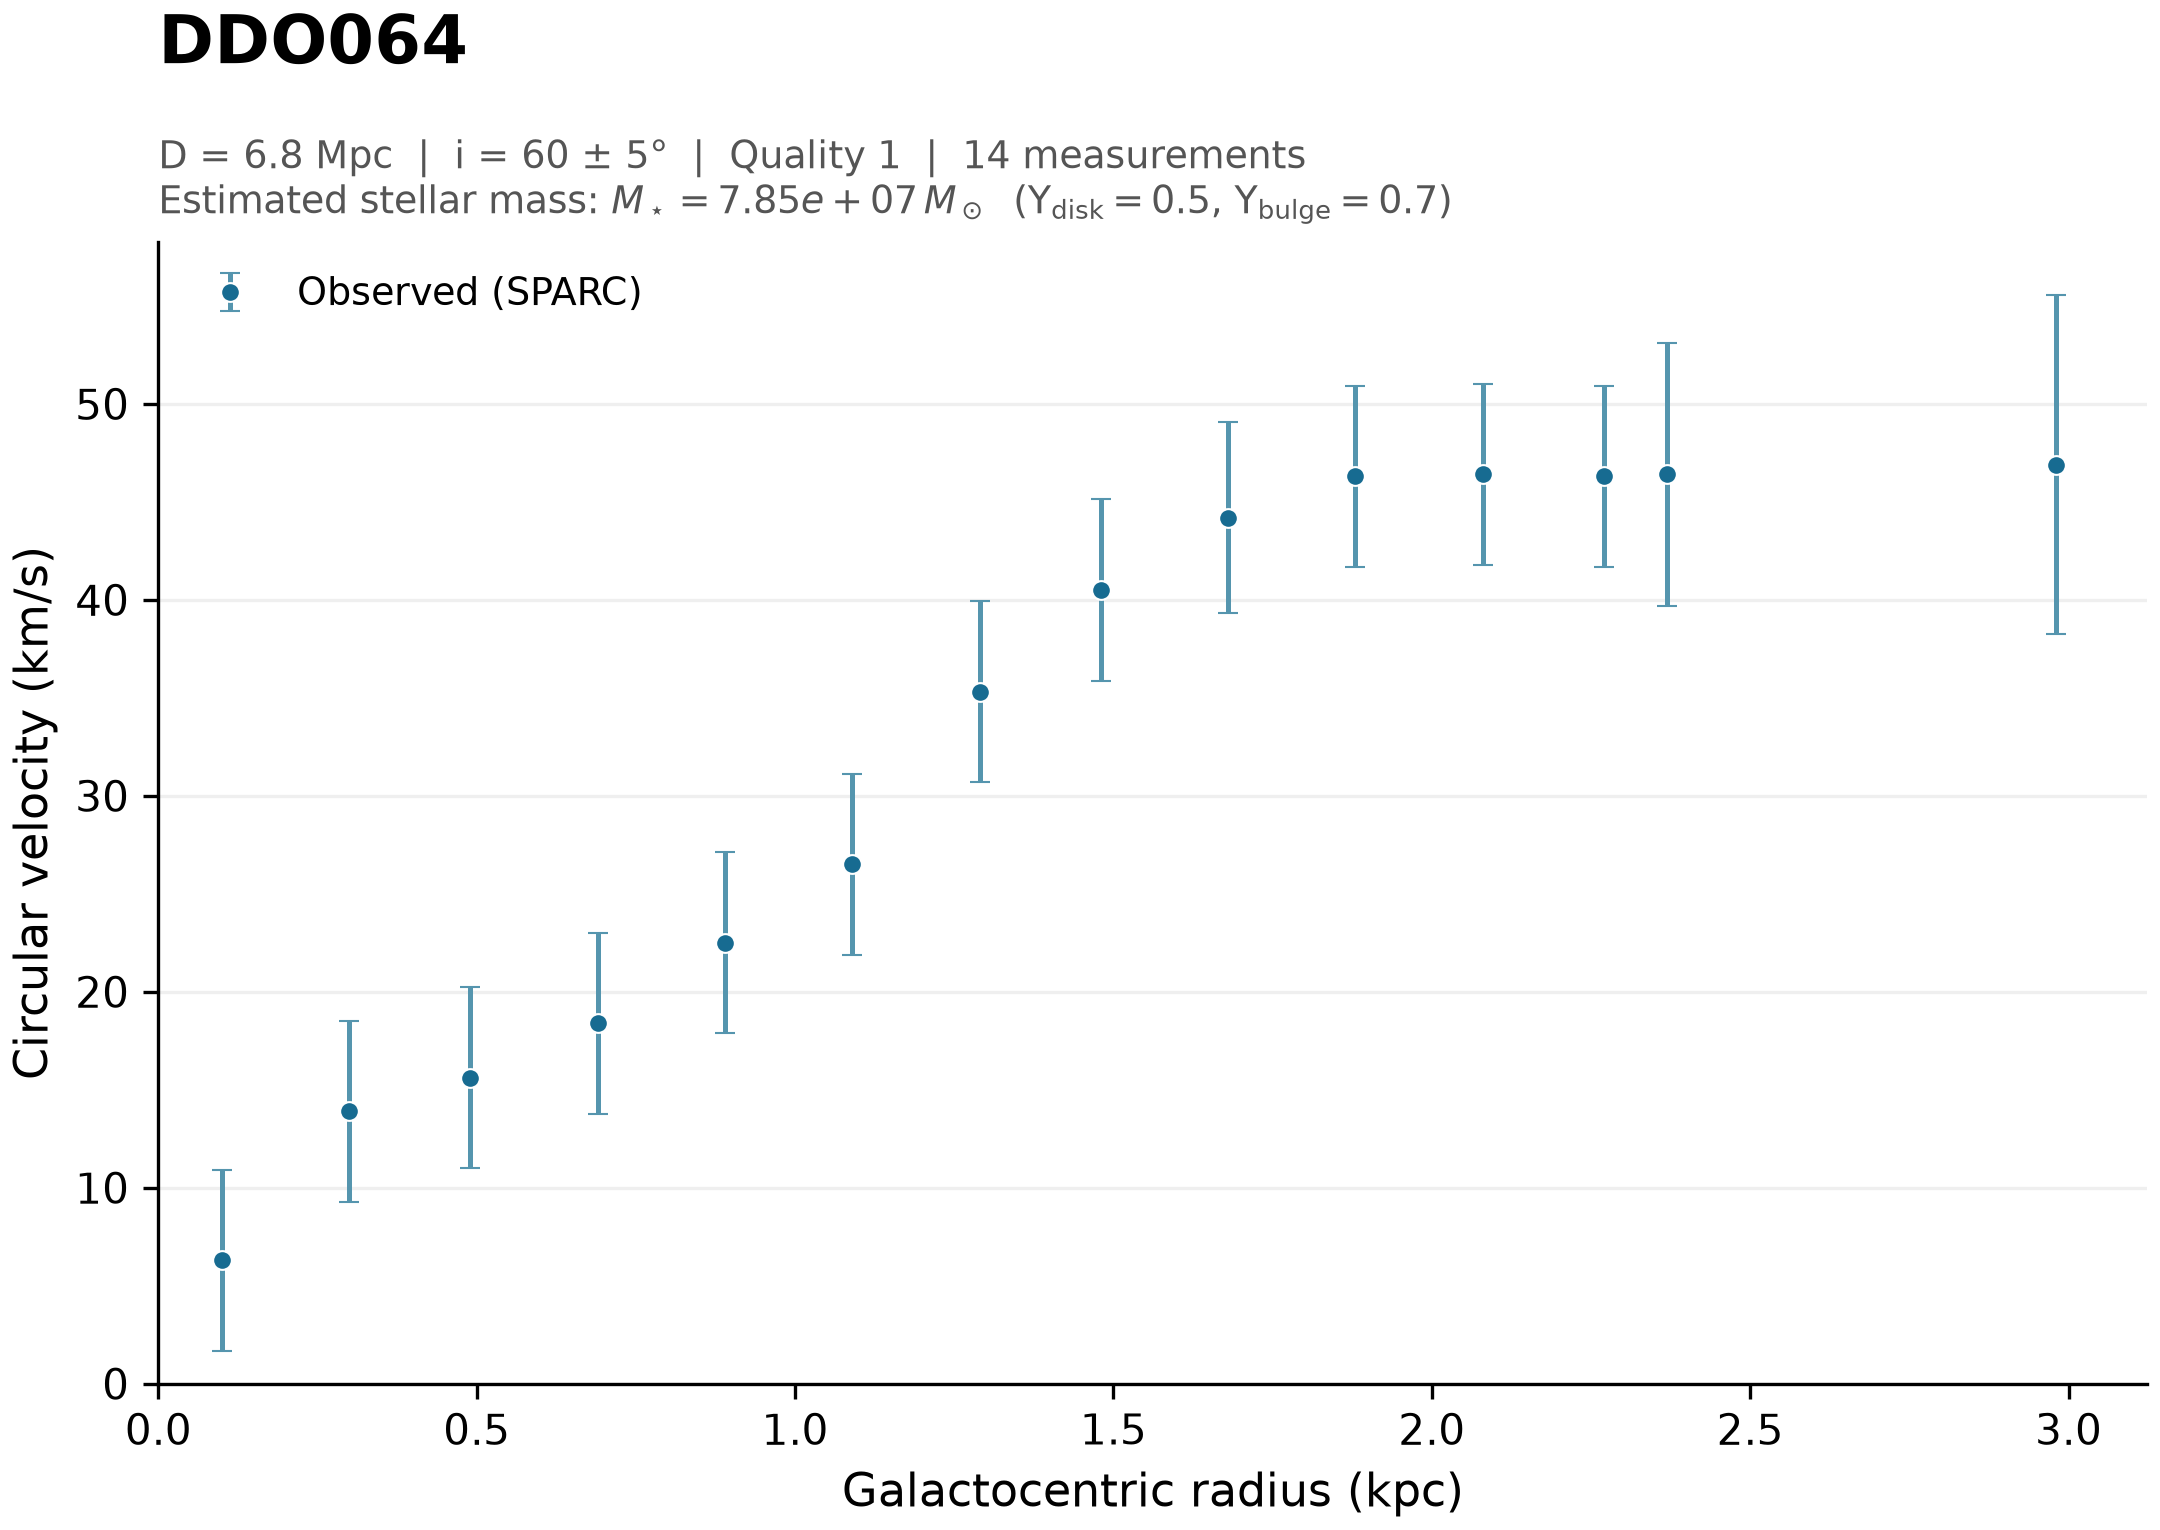 DDO064
D = 6.8 Mpc | i = 60 ± 5° | Quality 1 | 14 measurements
Estimated stellar mass: M⋆ = 7.85e + 07 M⊙ (Υdisk = 0.5, Υbulge = 0.7)
Observed (SPARC)
Circular velocity (km/s)
50
40
30
20
10
0
0.0 0.5 1.0 1.5 2.0 2.5 3.0
Galactocentric radius (kpc)